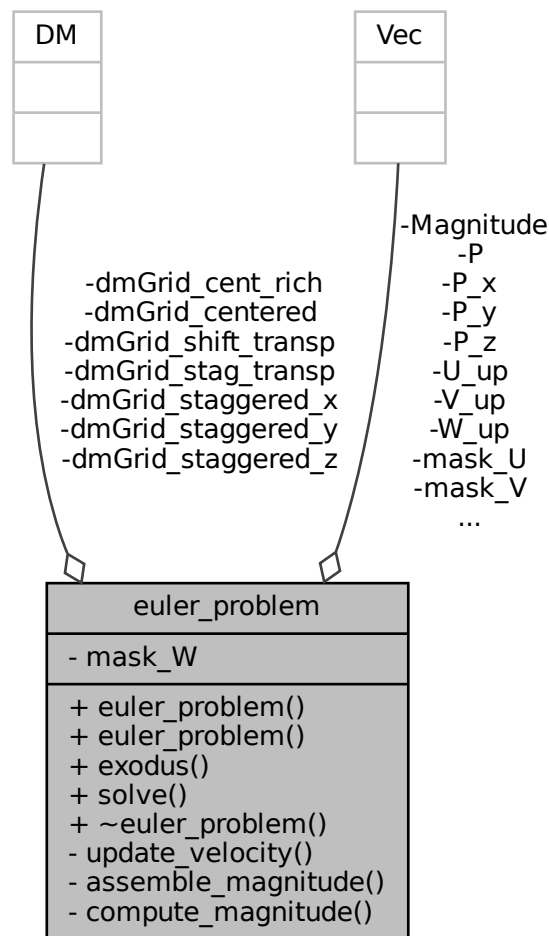 DM
Vec
-dmGrid_cent_rich
-dmGrid_centered
-dmGrid_shift_transp
-dmGrid_stag_transp
-dmGrid_staggered_x
-dmGrid_staggered_y
-dmGrid_staggered_z
-Magnitude
-P
-P_x
-P_y
-P_z
-U_up
-V_up
-W_up
-mask_U
-mask_V
...
euler_problem
- mask_W
+ euler_problem()
+ euler_problem()
+ exodus()
+ solve()
+ ~euler_problem()
- update_velocity()
- assemble_magnitude()
- compute_magnitude()